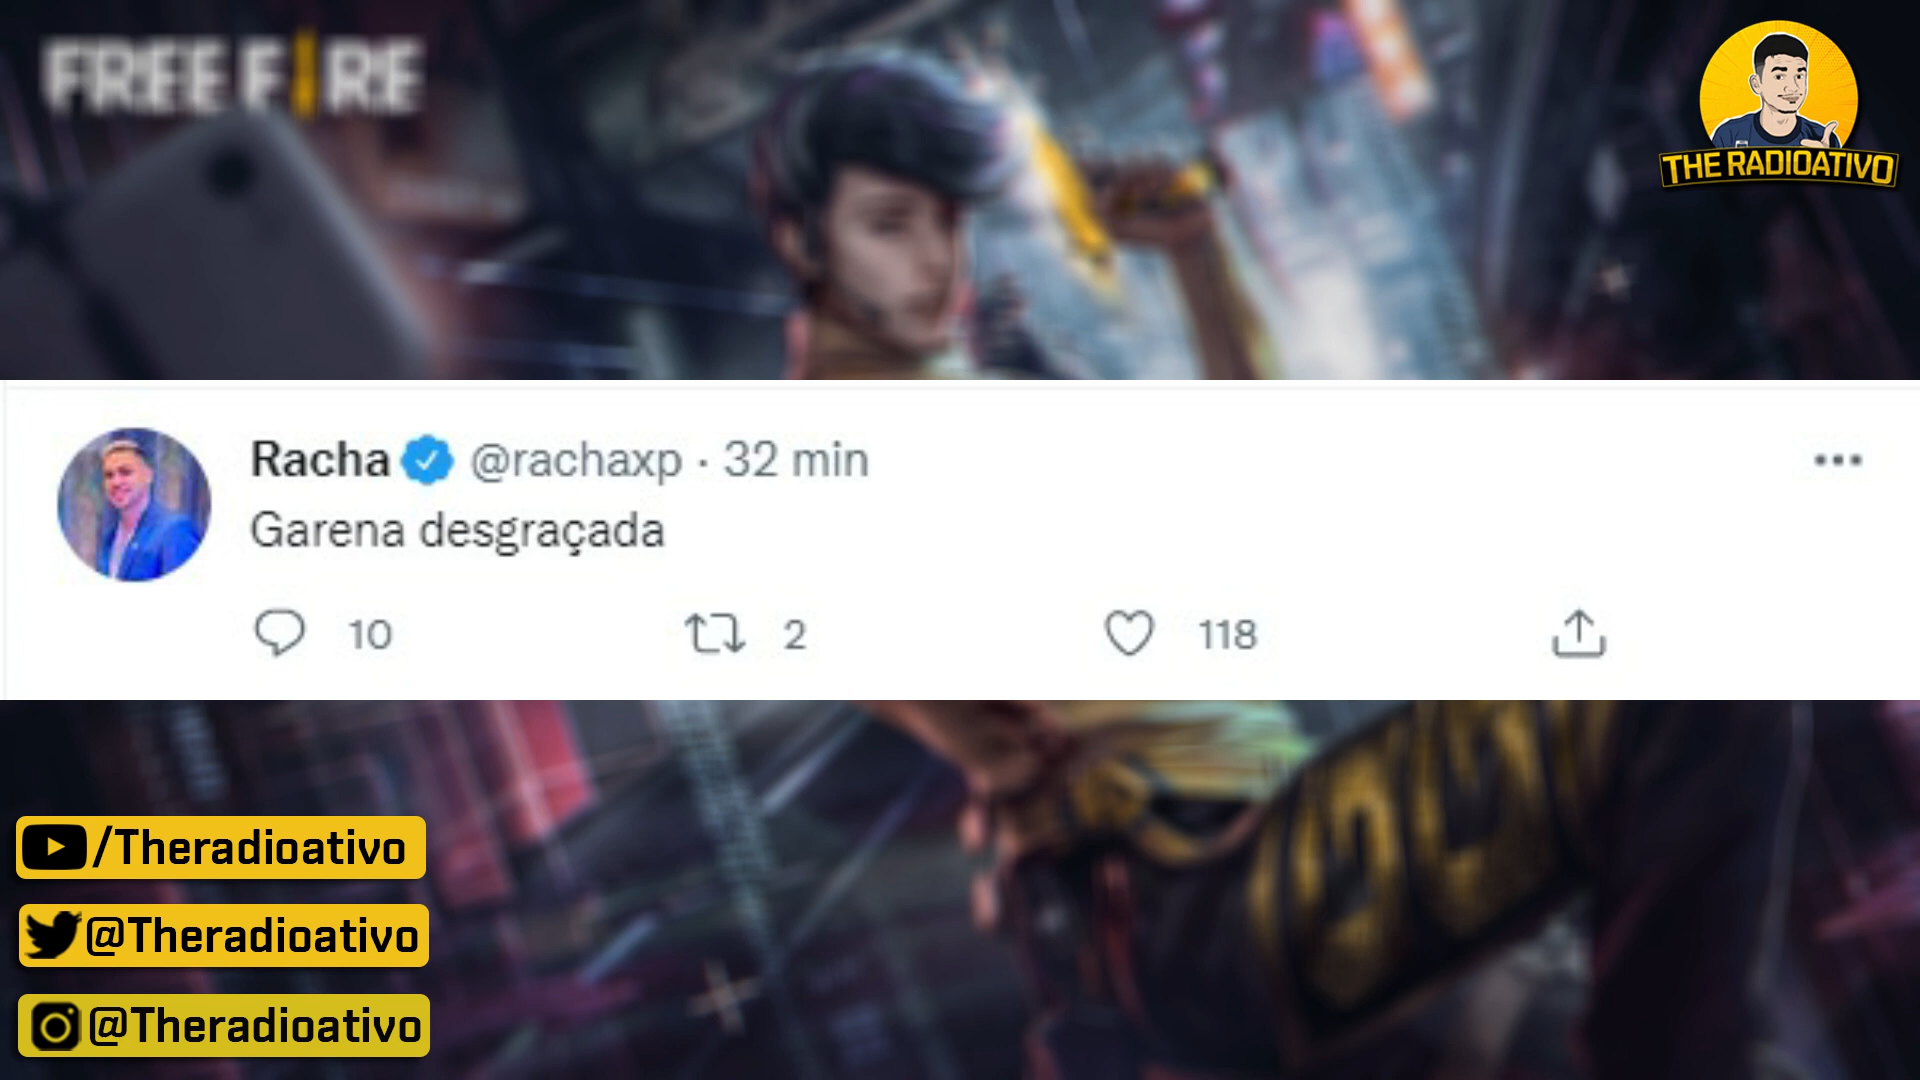 FREE FIRE
THE RADIOATIVO
Racha @rachaxp · 32 min
Garena desgraçada
10 2 118
/Theradioativo
@Theradioativo
@Theradioativo